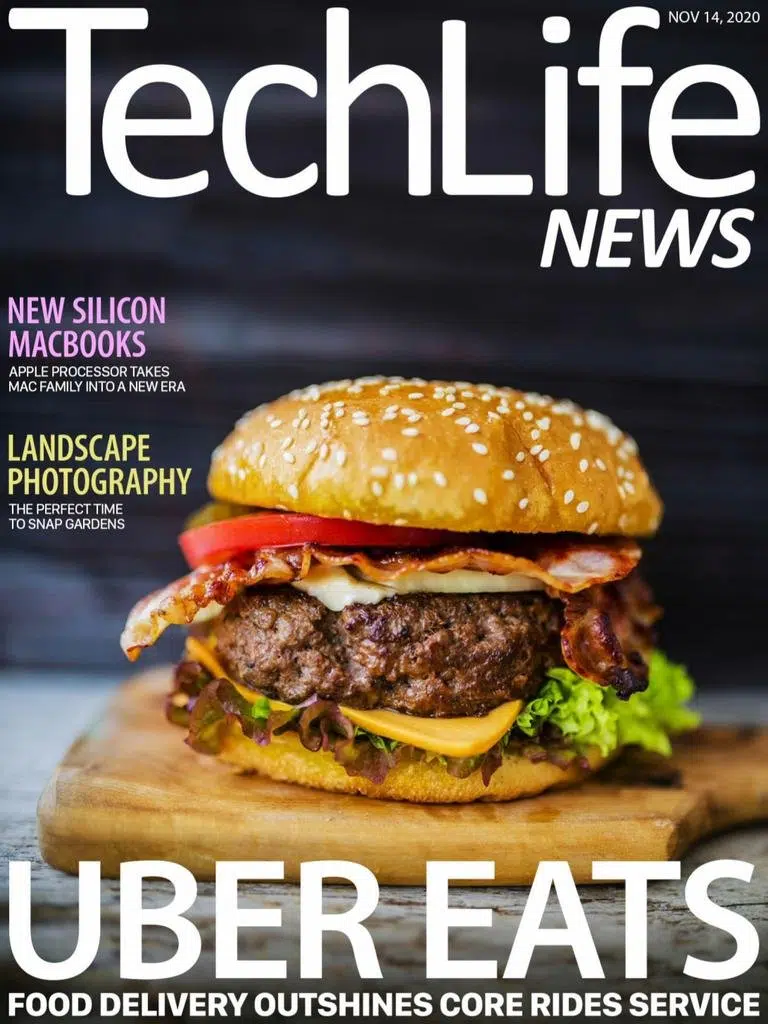 NOV 14, 2020
TechLife
NEWS
NEW SILICON
MACBOOKS
APPLE PROCESSOR TAKES
MAC FAMILY INTO A NEW ERA
LANDSCAPE
PHOTOGRAPHY
THE PERFECT TIME
TO SNAP GARDENS
UBER EATS
FOOD DELIVERY OUTSHINES CORE RIDES SERVICE